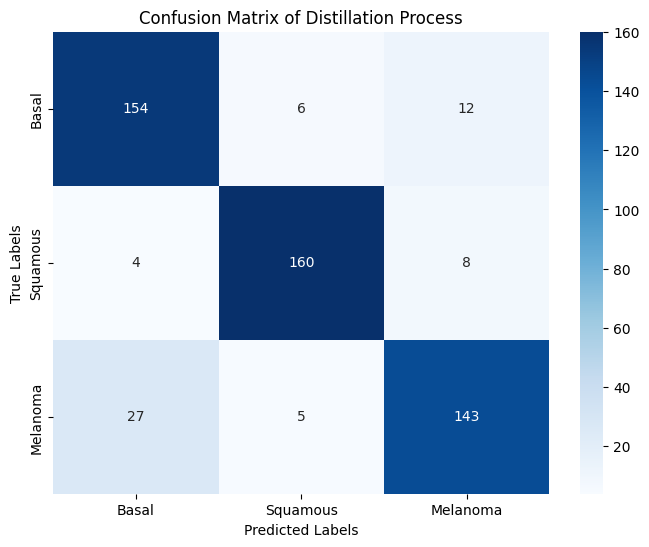 Confusion Matrix of Distillation Process
True Labels
Basal
154
6
12
Squamous
4
160
8
Melanoma
27
5
143
Basal
Squamous
Melanoma
Predicted Labels
160
140
120
100
80
60
40
20